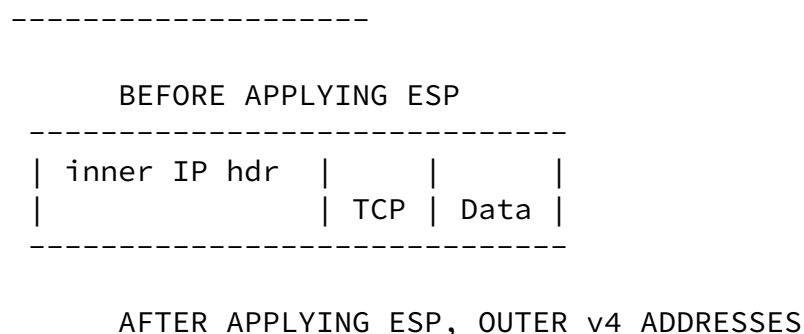 --------------------
BEFORE APPLYING ESP
------------------------------
| inner IP hdr  |     |      |
|               | TCP | Data |
------------------------------
AFTER APPLYING ESP, OUTER v4 ADDRESSES